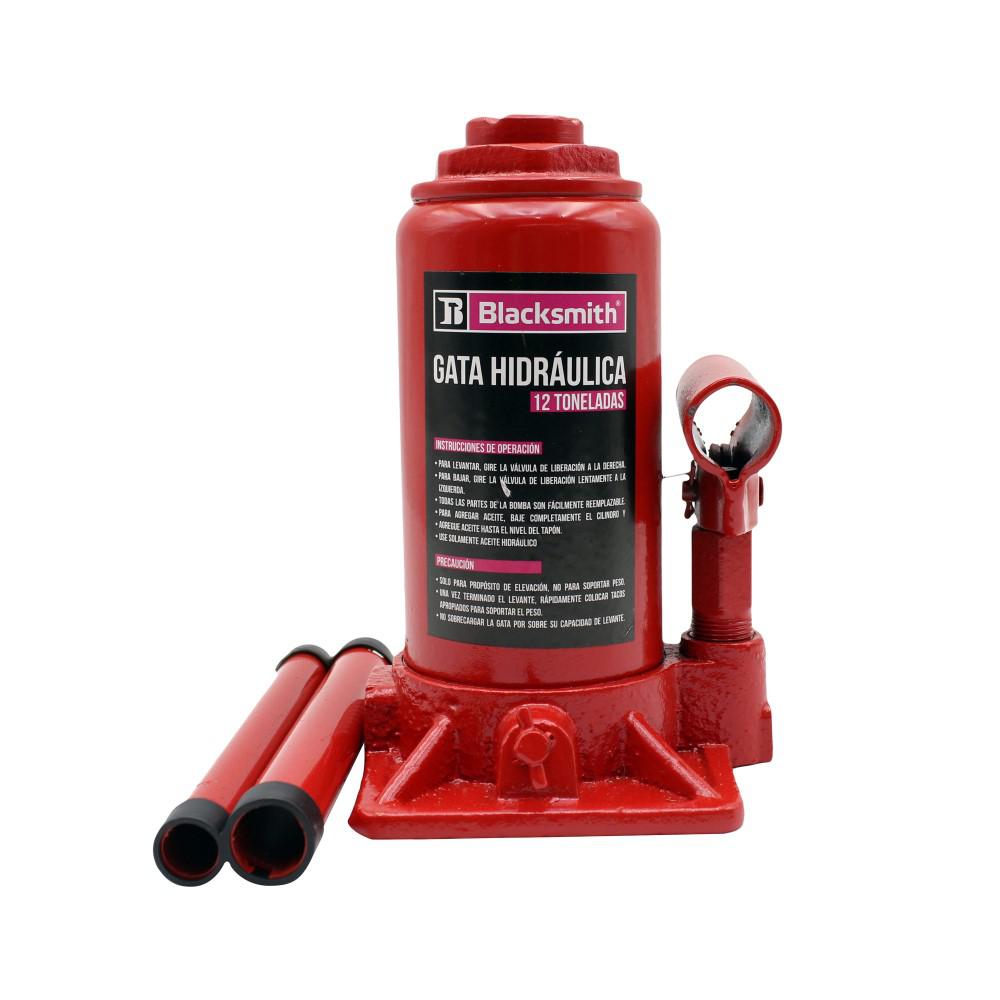 B Blacksmith®
GATA HIDRÁULICA
12 TONELADAS
INSTRUCCIONES DE OPERACIÓN
• PARA LEVANTAR, GIRE LA VÁLVULA DE LIBERACIÓN A LA DERECHA.
• PARA BAJAR, GIRE LA VÁLVULA DE LIBERACIÓN LENTAMENTE A LA
IZQUIERDA.
• TODAS LAS PARTES DE LA BOMBA SON FÁCILMENTE REEMPLAZABLE.
• PARA AGREGAR ACEITE, BAJE COMPLETAMENTE EL CILINDRO Y
• AGREGUE ACEITE HASTA EL NIVEL DEL TAPÓN.
• USE SOLAMENTE ACEITE HIDRÁULICO
PRECAUCIÓN
• SOLO PARA PROPÓSITO DE ELEVACIÓN, NO PARA SOPORTAR PESO.
• UNA VEZ TERMINADO EL LEVANTE, RÁPIDAMENTE COLOCAR TACOS
APROPIADOS PARA SOPORTAR EL PESO.
• NO SOBRECARGAR LA GATA POR SOBRE SU CAPACIDAD DE LEVANTE.